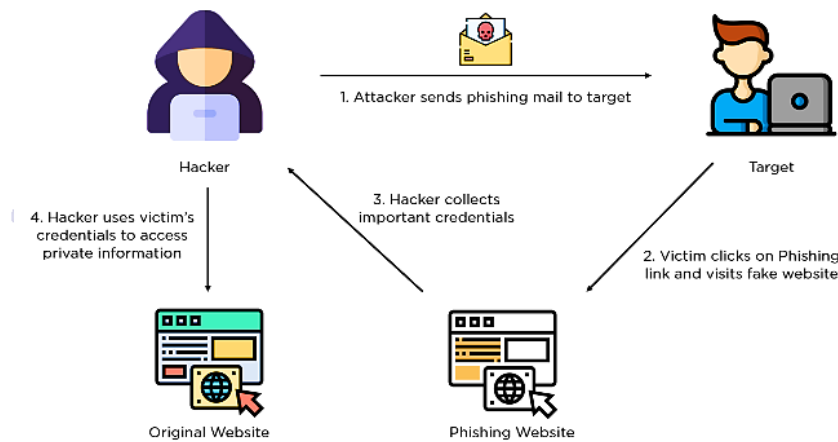 1. Attacker sends phishing mail to target
Hacker
Target
3. Hacker collects
important credentials
4. Hacker uses victim's
credentials to access
private information
2. Victim clicks on Phishing
link and visits fake website
Original Website
Phishing Website